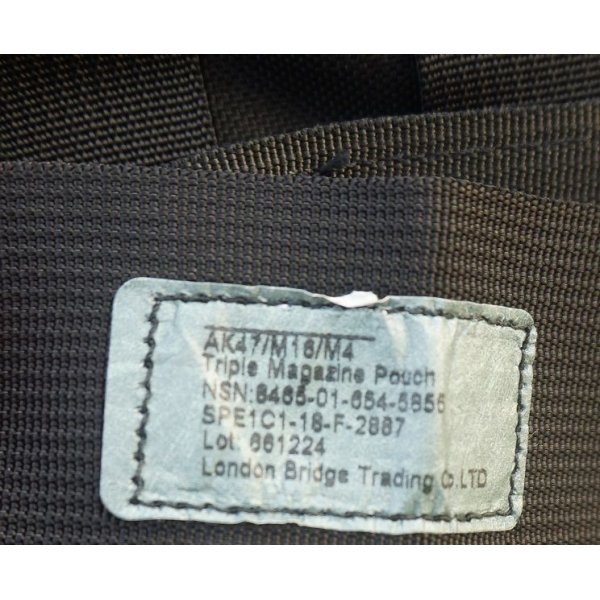 AK47/M16/M4
Triple Magazine Pouch
NSN:8465-01-654-5855
SPE1C1-18-F-2887
Lot: 661224
London Bridge Trading Co.LTD